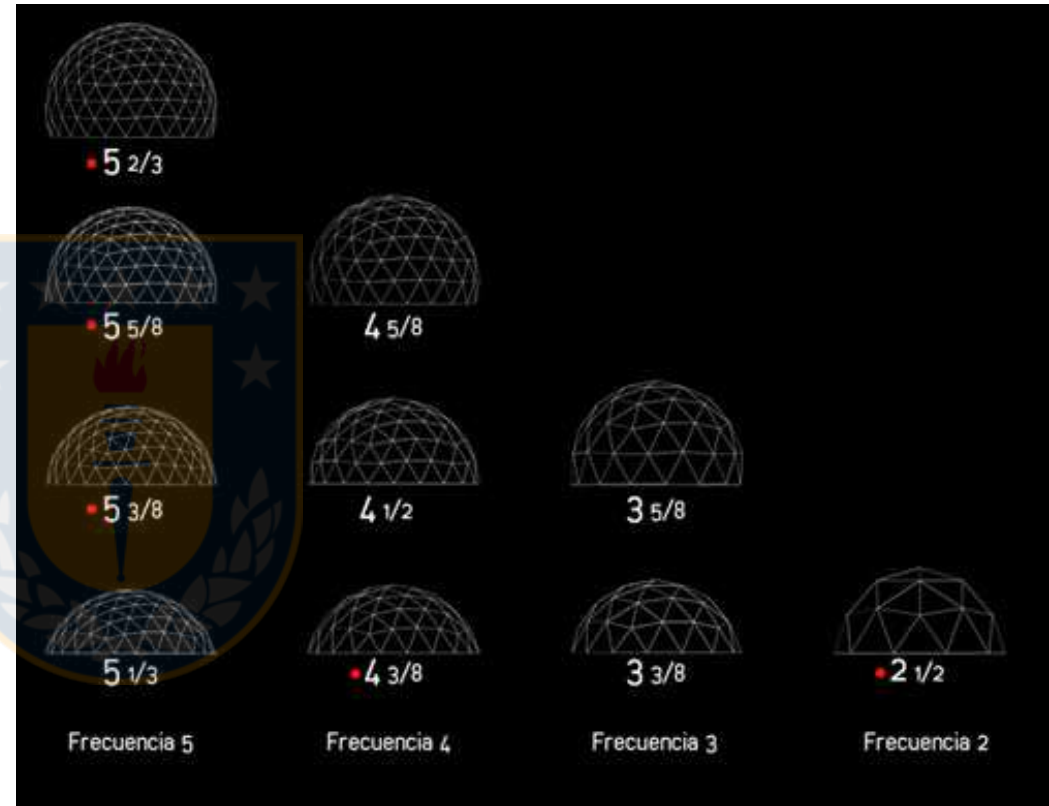 5 2/3
5 5/8
4 5/8
5 3/8
4 1/2
3 5/8
5 1/3
4 3/8
3 3/8
2 1/2
Frecuencia 5
Frecuencia 4
Frecuencia 3
Frecuencia 2